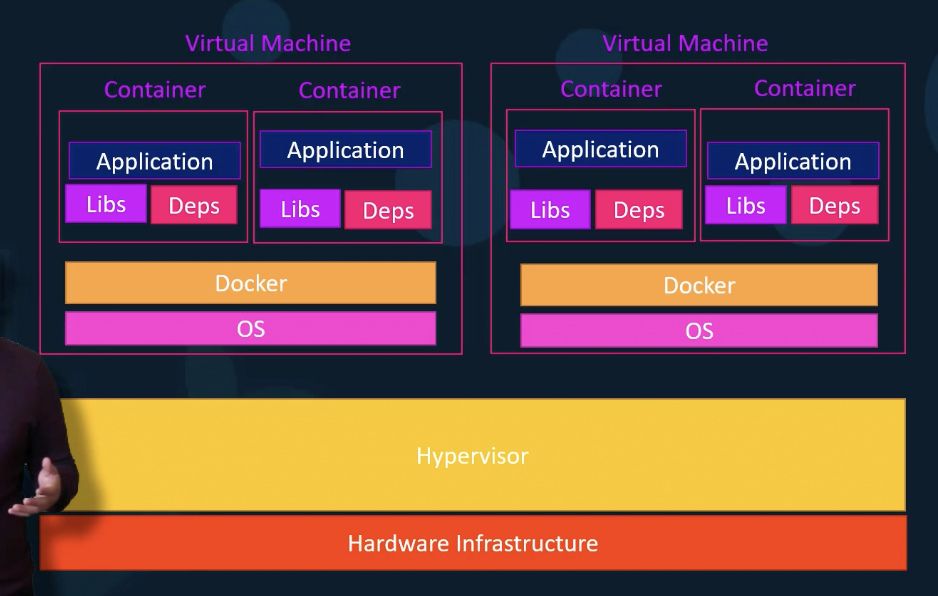 Virtual Machine
Virtual Machine
Container
Container
Container
Container
Application
Application
Application
Application
Libs
Deps
Libs
Deps
Libs
Deps
Libs
Deps
Docker
Docker
OS
OS
Hypervisor
Hardware Infrastructure